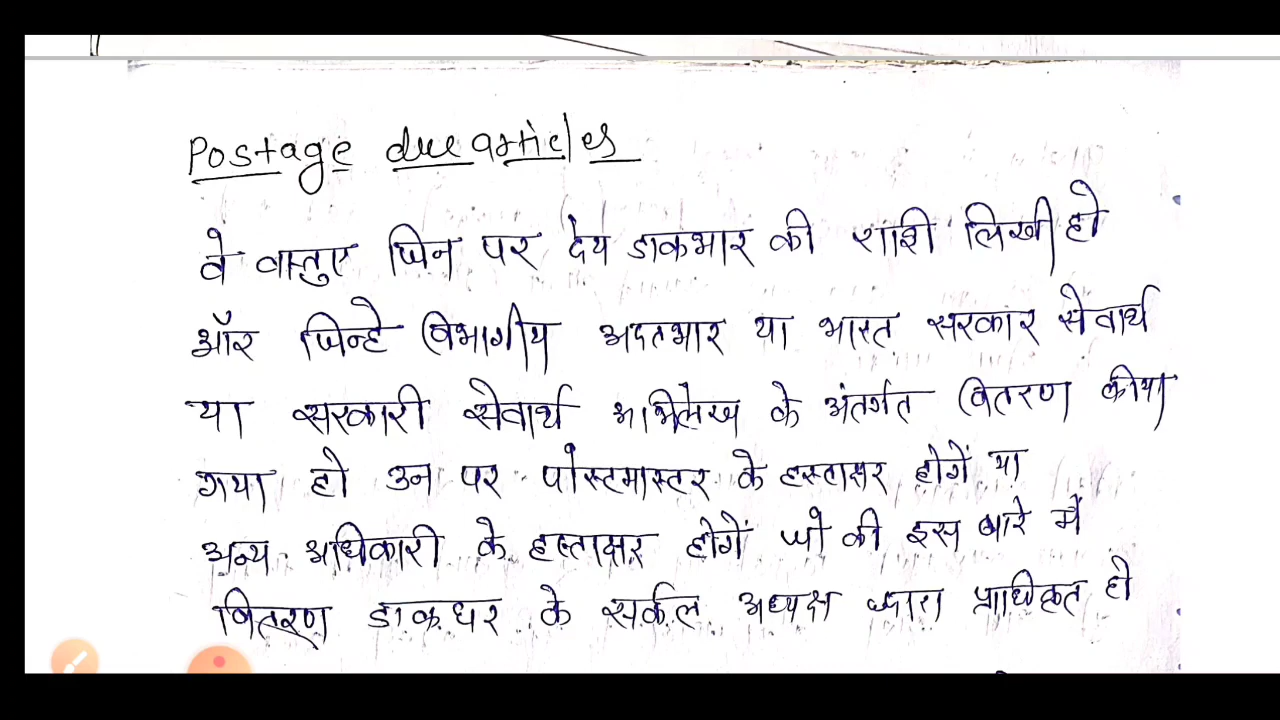 Postage due articles
वे वास्तुए जिन पर देय डाकभार की राशि लिखी हो
और जिन्हे विभागीय अदतभार या भारत सरकार सेवार्थ
या सरकारी सेवार्थ अभिलेख के अंतर्गत वितरण कीया
गया हो उन पर पोस्टमास्टर के हस्ताक्षर होगें या
अन्य अधिकारी के हस्ताक्षर होगें जो की इस बारे में
वितरण डाकघर के सर्कल अध्यक्ष द्वारा प्राधिकृत हो